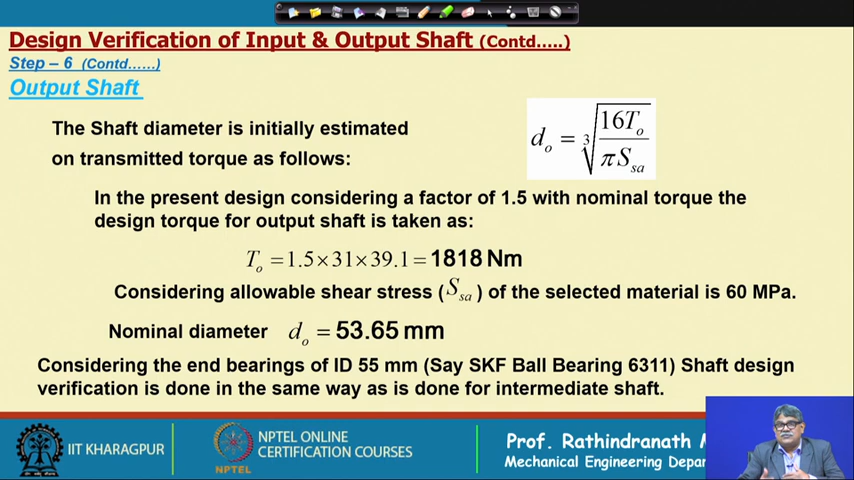 Design Verification of Input & Output Shaft (Contd.....)
Step – 6 (Contd......)
Output Shaft
The Shaft diameter is initially estimated
on transmitted torque as follows:
d_o = ∛(16T_o / πS_sa)
In the present design considering a factor of 1.5 with nominal torque the
design torque for output shaft is taken as:
T_o = 1.5 × 31 × 39.1 = 1818 Nm
Considering allowable shear stress (S_sa) of the selected material is 60 MPa.
Nominal diameter d_o = 53.65 mm
Considering the end bearings of ID 55 mm (Say SKF Ball Bearing 6311) Shaft design
verification is done in the same way as is done for intermediate shaft.
IIT KHARAGPUR
NPTEL
NPTEL ONLINE
CERTIFICATION COURSES
Prof. Rathindranath
Mechanical Engineering